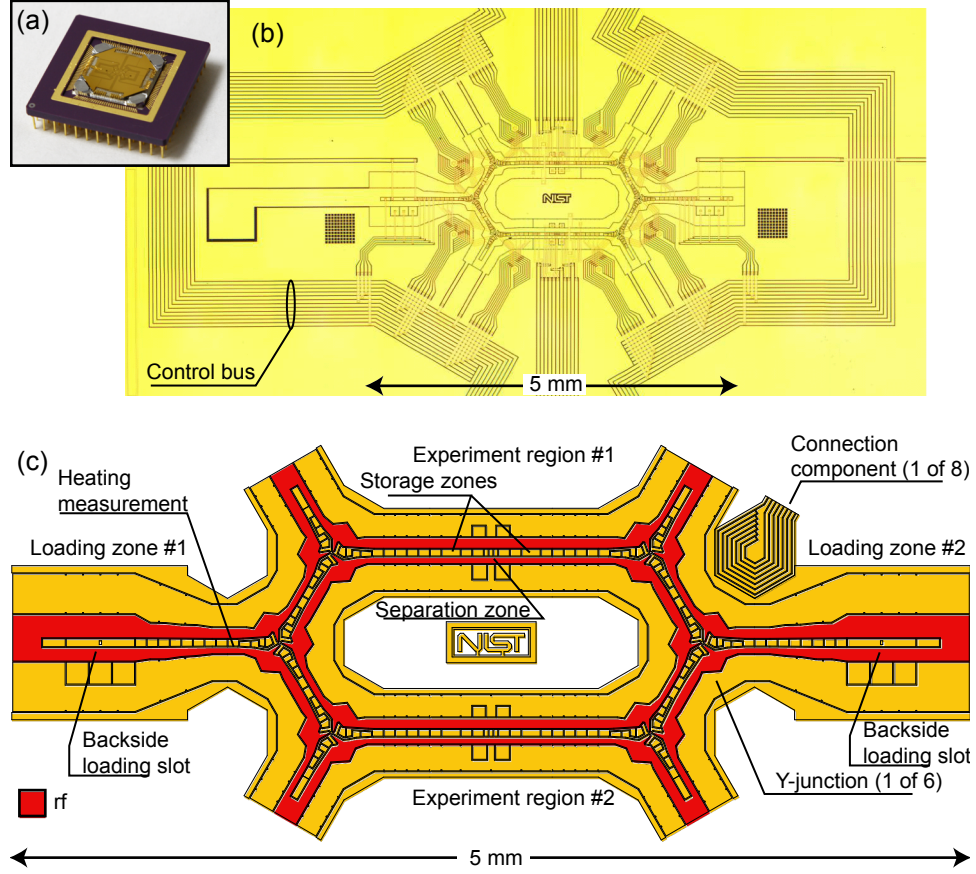 (a)
(b)
NIST
Control bus
5 mm
(c)
Heating
measurement
Experiment region #1
Storage zones
Connection
component (1 of 8)
Loading zone #1
Loading zone #2
Separation zone
NIST
Backside
loading slot
Backside
loading slot
Y-junction (1 of 6)
rf
Experiment region #2
5 mm